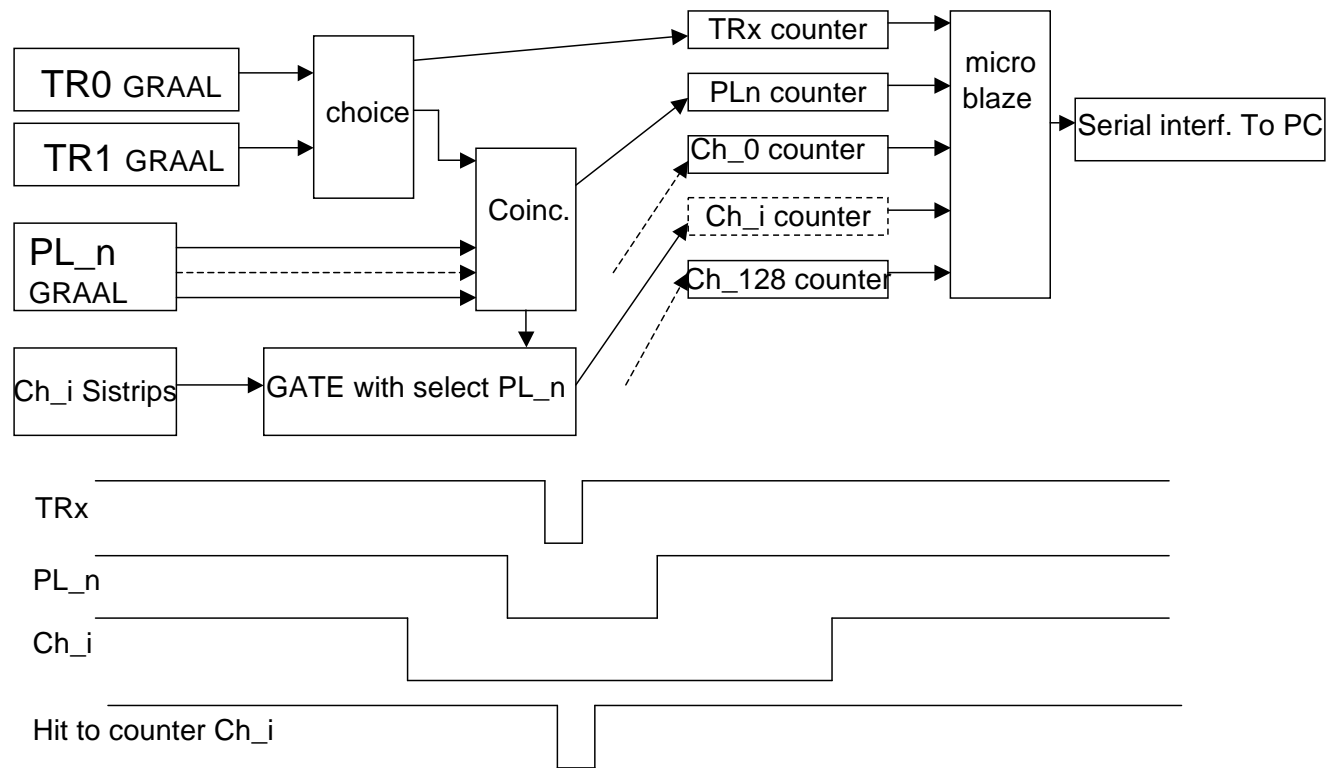 TR0 GRAAL
TR1 GRAAL
choice
PL_n
GRAAL
Coinc.
Ch_i Sistrips
GATE with select PL_n
TRx counter
PLn counter
Ch_0 counter
Ch_i counter
Ch_128 counter
micro
blaze
Serial interf. To PC
TRx
PL_n
Ch_i
Hit to counter Ch_i